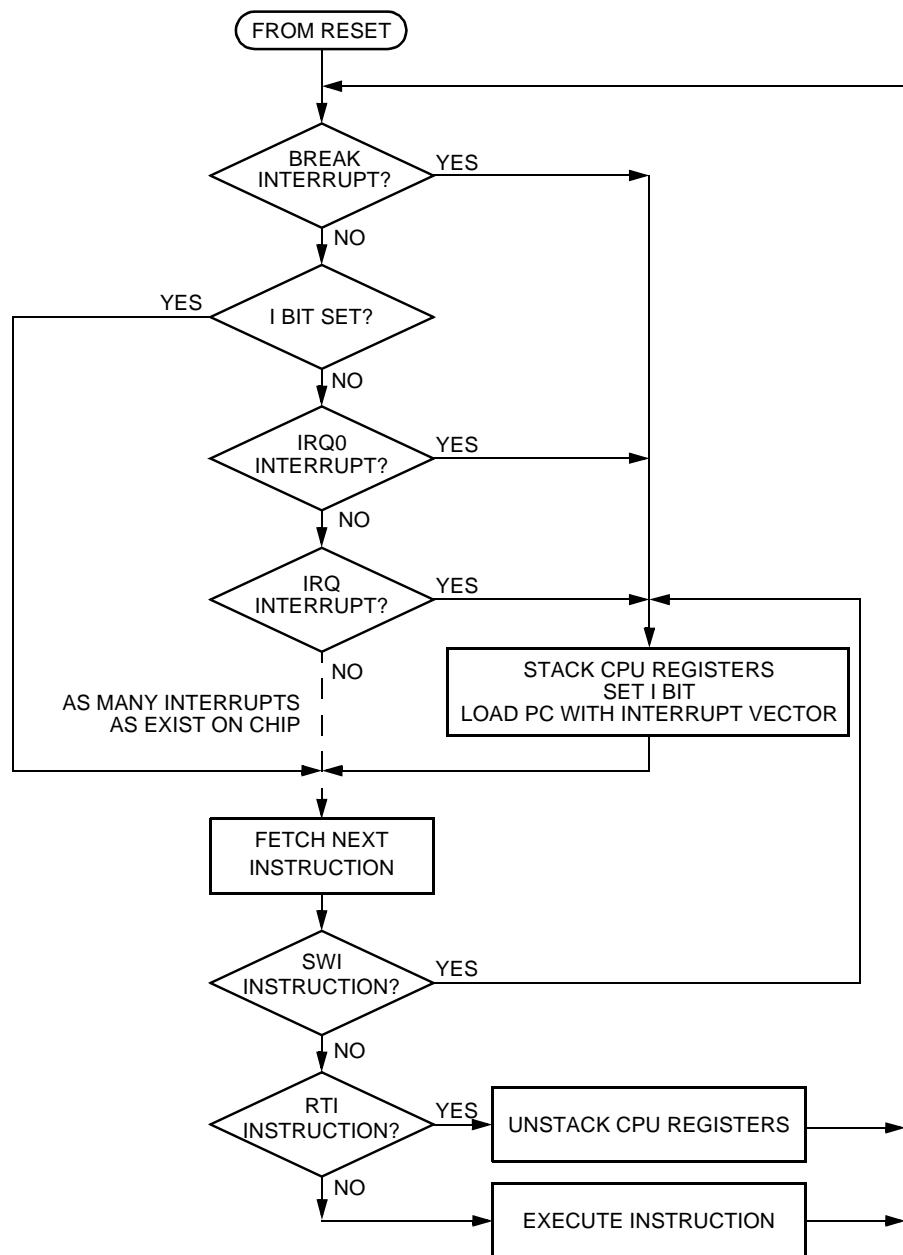 FROM RESET
BREAK
INTERRUPT?
YES
NO
YES
I BIT SET?
NO
IRQ0
INTERRUPT?
YES
NO
IRQ
INTERRUPT?
YES
NO
AS MANY INTERRUPTS
AS EXIST ON CHIP
STACK CPU REGISTERS
SET I BIT
LOAD PC WITH INTERRUPT VECTOR
FETCH NEXT
INSTRUCTION
SWI
INSTRUCTION?
YES
NO
RTI
INSTRUCTION?
YES
UNSTACK CPU REGISTERS
NO
EXECUTE INSTRUCTION